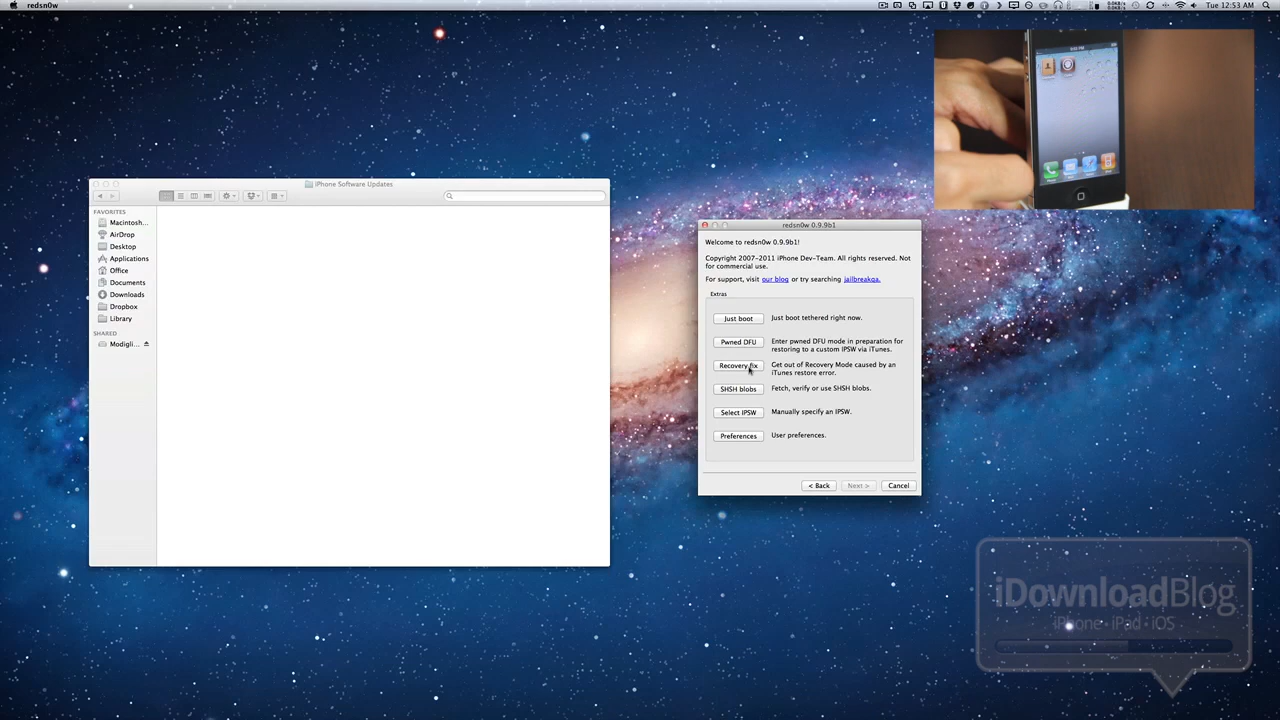 redsn0w
Tue 12:53 AM
iPhone Software Updates
FAVORITES
Macintosh...
AirDrop
Desktop
Applications
Office
Documents
Downloads
Dropbox
Library
SHARED
Modigli...
redsn0w 0.9.9b1
Welcome to redsn0w 0.9.9b1!
Copyright 2007-2011 iPhone Dev-Team. All rights reserved. Not
for commercial use.
For support, visit our blog or try searching jailbreakqa.
Extras
Just boot Just boot tethered right now.
Pwned DFU Enter pwned DFU mode in preparation for
restoring to a custom IPSW via iTunes.
Recovery fix Get out of Recovery Mode caused by an
iTunes restore error.
SHSH blobs Fetch, verify or use SHSH blobs.
Select IPSW Manually specify an IPSW.
Preferences User preferences.
< Back Next > Cancel
iDownloadBlog
iPhone • iPad • iOS